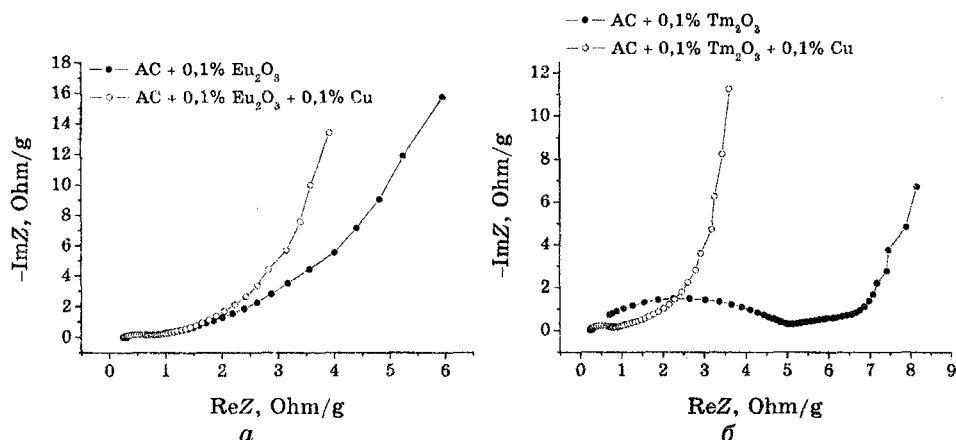 AC + 0,1% Eu₂O₃
AC + 0,1% Eu₂O₃ + 0,1% Cu
–ImZ, Ohm/g
18
16
14
12
10
8
6
4
2
0
0 1 2 3 4 5 6
ReZ, Ohm/g
а
AC + 0,1% Tm₂O₃
AC + 0,1% Tm₂O₃ + 0,1% Cu
–ImZ, Ohm/g
12
10
8
6
4
2
0
0 1 2 3 4 5 6 7 8 9
ReZ, Ohm/g
б